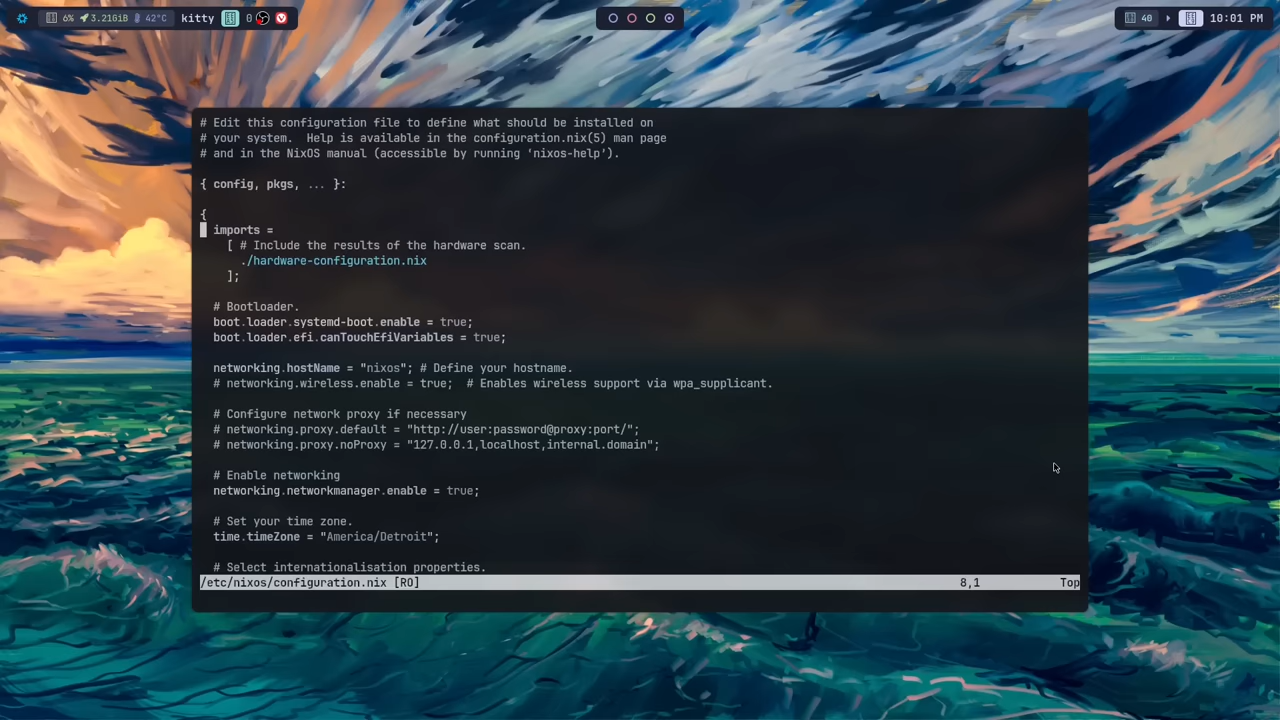 6% 3.21GiB 42°C kitty 0
40 10:01 PM
# Edit this configuration file to define what should be installed on
# your system.  Help is available in the configuration.nix(5) man page
# and in the NixOS manual (accessible by running 'nixos-help').
{ config, pkgs, ... }:
{
  imports =
    [ # Include the results of the hardware scan.
      ./hardware-configuration.nix
    ];
  # Bootloader.
  boot.loader.systemd-boot.enable = true;
  boot.loader.efi.canTouchEfiVariables = true;
  networking.hostName = "nixos"; # Define your hostname.
  # networking.wireless.enable = true;  # Enables wireless support via wpa_supplicant.
  # Configure network proxy if necessary
  # networking.proxy.default = "http://user:password@proxy:port/";
  # networking.proxy.noProxy = "127.0.0.1,localhost,internal.domain";
  # Enable networking
  networking.networkmanager.enable = true;
  # Set your time zone.
  time.timeZone = "America/Detroit";
  # Select internationalisation properties.
/etc/nixos/configuration.nix [RO] 8,1 Top